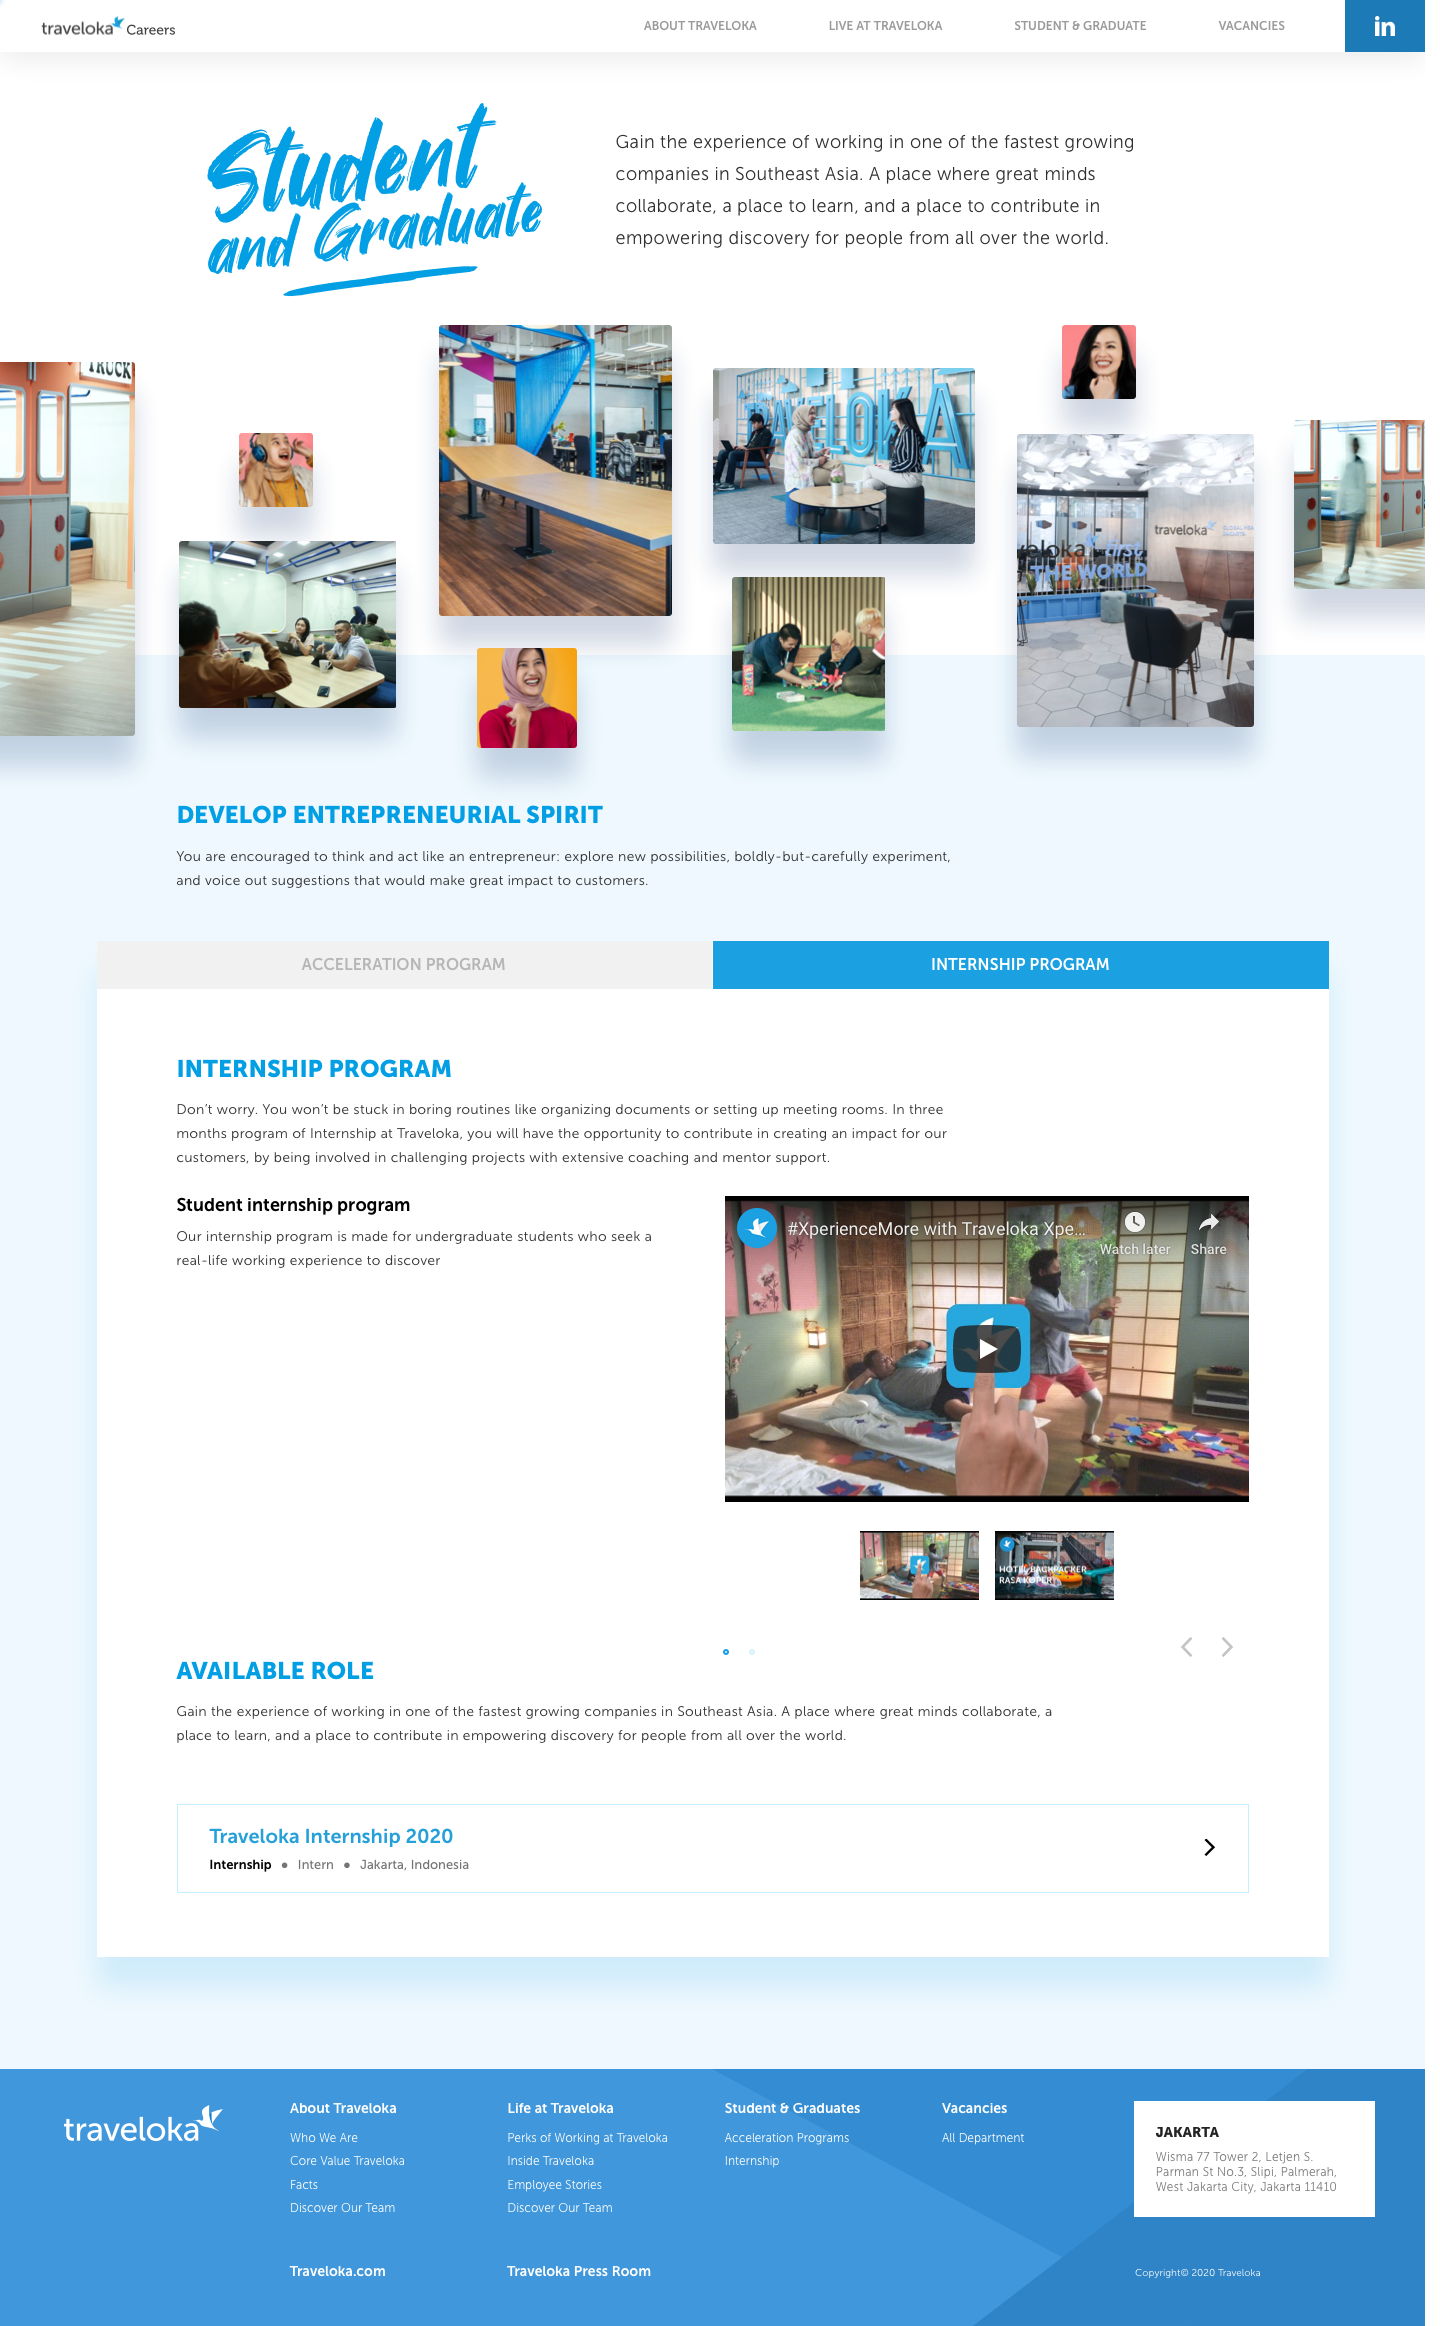 traveloka Careers
ABOUT TRAVELOKA
LIVE AT TRAVELOKA
STUDENT & GRADUATE
VACANCIES
in
Student
and Graduate
Gain the experience of working in one of the fastest growing
companies in Southeast Asia. A place where great minds
collaborate, a place to learn, and a place to contribute in
empowering discovery for people from all over the world.
TRUCK
TRAVELOKA
traveloka
eloka
THE WORLD
DEVELOP ENTREPRENEURIAL SPIRIT
You are encouraged to think and act like an entrepreneur: explore new possibilities, boldly-but-carefully experiment,
and voice out suggestions that would make great impact to customers.
ACCELERATION PROGRAM
INTERNSHIP PROGRAM
INTERNSHIP PROGRAM
Don't worry. You won't be stuck in boring routines like organizing documents or setting up meeting rooms. In three
months program of Internship at Traveloka, you will have the opportunity to contribute in creating an impact for our
customers, by being involved in challenging projects with extensive coaching and mentor support.
Student internship program
Our internship program is made for undergraduate students who seek a
real-life working experience to discover
#XperienceMore with Traveloka Xpe...
Watch later
Share
HOTEL BACKPACKER
RASA KOPER?
AVAILABLE ROLE
Gain the experience of working in one of the fastest growing companies in Southeast Asia. A place where great minds collaborate, a
place to learn, and a place to contribute in empowering discovery for people from all over the world.
Traveloka Internship 2020
Internship • Intern • Jakarta, Indonesia
traveloka
About Traveloka
Who We Are
Core Value Traveloka
Facts
Discover Our Team
Life at Traveloka
Perks of Working at Traveloka
Inside Traveloka
Employee Stories
Discover Our Team
Student & Graduates
Acceleration Programs
Internship
Vacancies
All Department
JAKARTA
Wisma 77 Tower 2, Letjen S.
Parman St No.3, Slipi, Palmerah,
West Jakarta City, Jakarta 11410
Traveloka.com
Traveloka Press Room
Copyright© 2020 Traveloka